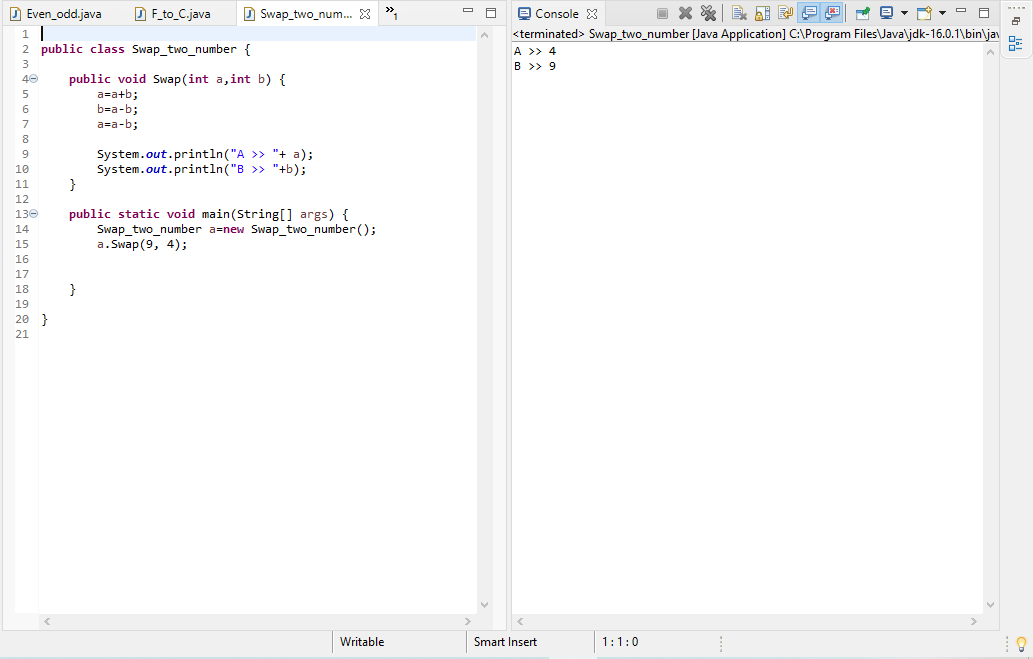 Even_odd.java F_to_C.java Swap_two_num... »1
1
2 public class Swap_two_number {
3
4 public void Swap(int a,int b) {
5 a=a+b;
6 b=a-b;
7 a=a-b;
8
9 System.out.println("A >> "+ a);
10 System.out.println("B >> "+b);
11 }
12
13 public static void main(String[] args) {
14 Swap_two_number a=new Swap_two_number();
15 a.Swap(9, 4);
16
17
18 }
19
20 }
21
Console
<terminated> Swap_two_number [Java Application] C:\Program Files\Java\jdk-16.0.1\bin\jav
A >> 4
B >> 9
Writable Smart Insert 1 : 1 : 0